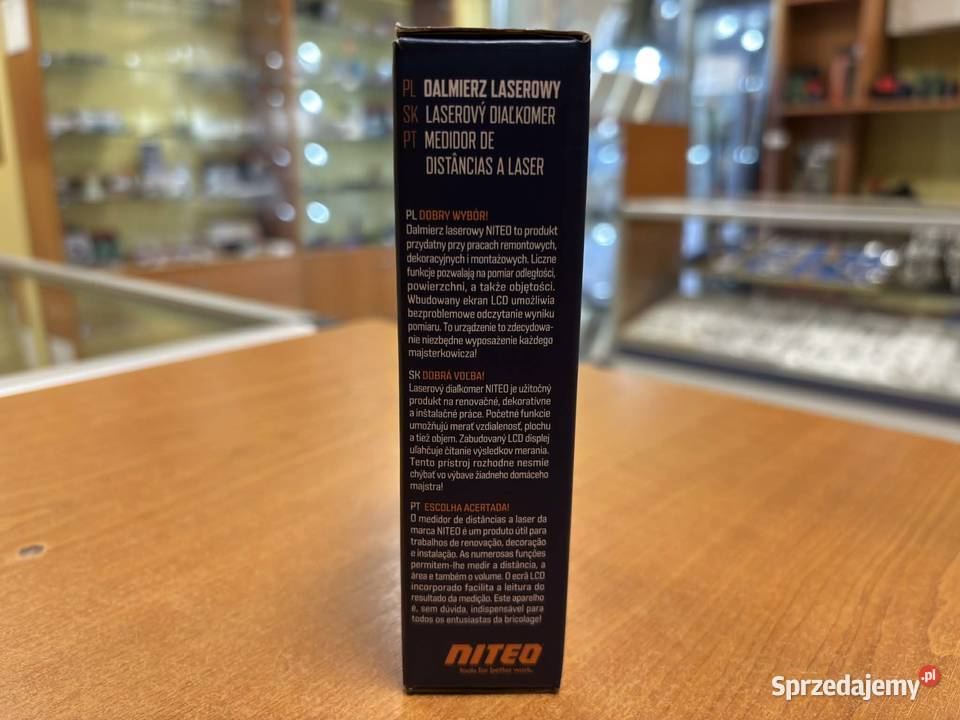 PL DALMIERZ LASEROWY
SK LASEROVÝ DIAĽKOMER
PT MEDIDOR DE
DISTÂNCIAS A LASER
PL DOBRY WYBÓR!
Dalmierz laserowy NITEO to produkt
przydatny przy pracach remontowych,
dekoracyjnych i montażowych. Liczne
funkcje pozwalają na pomiar odległości,
powierzchni, a także objętości.
Wbudowany ekran LCD umożliwia
bezproblemowe odczytanie wyniku
pomiaru. To urządzenie to zdecydowa-
nie niezbędne wyposażenie każdego
majsterkowicza!
SK DOBRÁ VOĽBA!
Laserový diaľkomer NITEO je užitočný
produkt na renovačné, dekoratívne
a inštalačné práce. Početné funkcie
umožňujú merať vzdialenosť, plochu
a tiež objem. Zabudovaný LCD displej
uľahčuje čítanie výsledkov merania.
Tento prístroj rozhodne nesmie
chýbať vo výbave žiadneho domáceho
majstra!
PT ESCOLHA ACERTADA!
O medidor de distâncias a laser da
marca NITEO é um produto útil para
trabalhos de renovação, decoração
e instalação. As numerosas funções
permitem-lhe medir a distância, a
área e também o volume. O ecrã LCD
incorporado facilita a leitura do
resultado da medição. Este aparelho
é, sem dúvida, indispensável para
todos os entusiastas da bricolage!
NITEO
tools for better work.
Sprzedajemy.pl